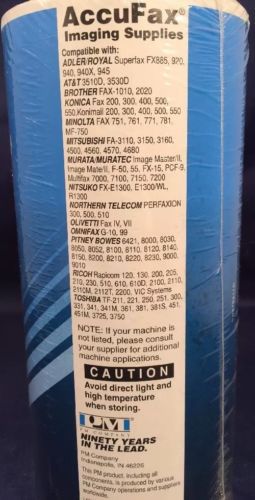 AccuFax®
Imaging Supplies
Compatible with:
ADLER/ROYAL Superfax FX885, 920,
940, 940X, 945
AT&T 3510D, 3530D
BROTHER FAX-1010, 2020
KONICA Fax 200, 300, 400, 500,
550,Konimail 200, 300, 400, 500, 550
MINOLTA FAX 751, 761, 771, 781,
MF-750
MITSUBISHI FA-3110, 3150, 3160,
4500, 4560, 4570, 4680
MURATA/MURATEC Image Master/II,
Image Mate/II, F-50, 55, FX-15, PCF-9,
Multifax 7000, 7100, 7150, 7200
NITSUKO FX-E1300, E1300/WL,
R1300
NORTHERN TELECOM PERFAXION
300, 500, 510
OLIVETTI Fax IV, VII
OMNIFAX G-10, 99
PITNEY BOWES 6421, 8000, 8030,
8050, 8052, 8100, 8110, 8120, 8140,
8150, 8200, 8210, 8220, 8230, 9000,
9210
RICOH Rapicom 120, 130, 200, 205,
210, 230, 510, 610, 610D, 2100, 2110,
2110M, 2112T, 2200, VIC Systems
TOSHIBA TF-211, 221, 250, 251, 300,
331, 341, 341M, 361, 381, 381S, 451,
451M, 3725, 3750
NOTE: If your machine is
not listed, please consult
your supplier for additional
machine applications.
CAUTION
Avoid direct light and
high temperature
when storing.
PM
PM COMPANY
NINETY YEARS
IN THE LEAD.
PM Company
Indianapolis, IN 46226
This PM product, including all
components, is produced by various
PM Company operations and suppliers
worldwide.